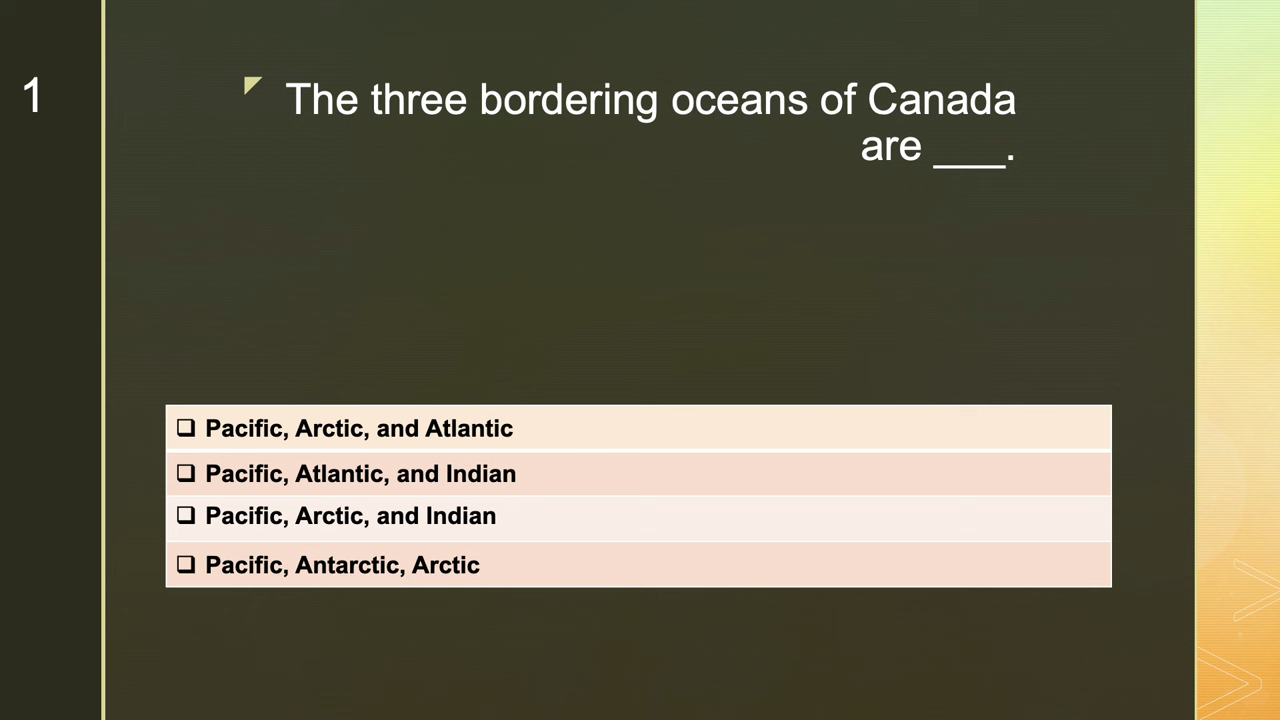 1
The three bordering oceans of Canada
are ___.
❑ Pacific, Arctic, and Atlantic
❑ Pacific, Atlantic, and Indian
❑ Pacific, Arctic, and Indian
❑ Pacific, Antarctic, Arctic